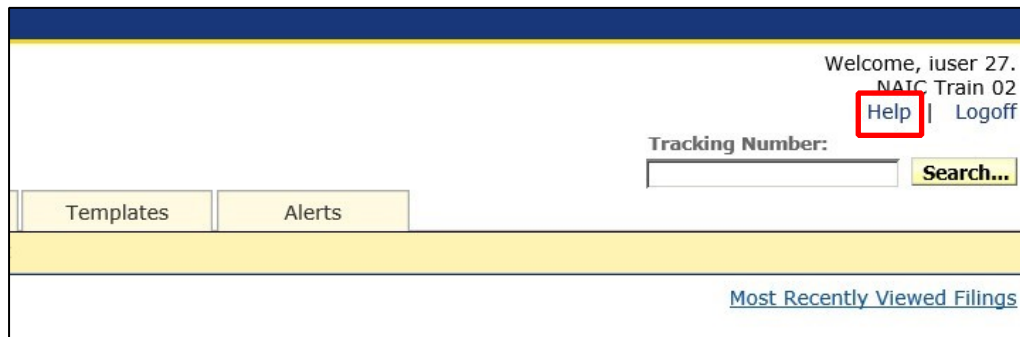 Welcome, iuser 27.
NAIC Train 02
Help | Logoff
Tracking Number:
Search...
Templates Alerts
Most Recently Viewed Filings